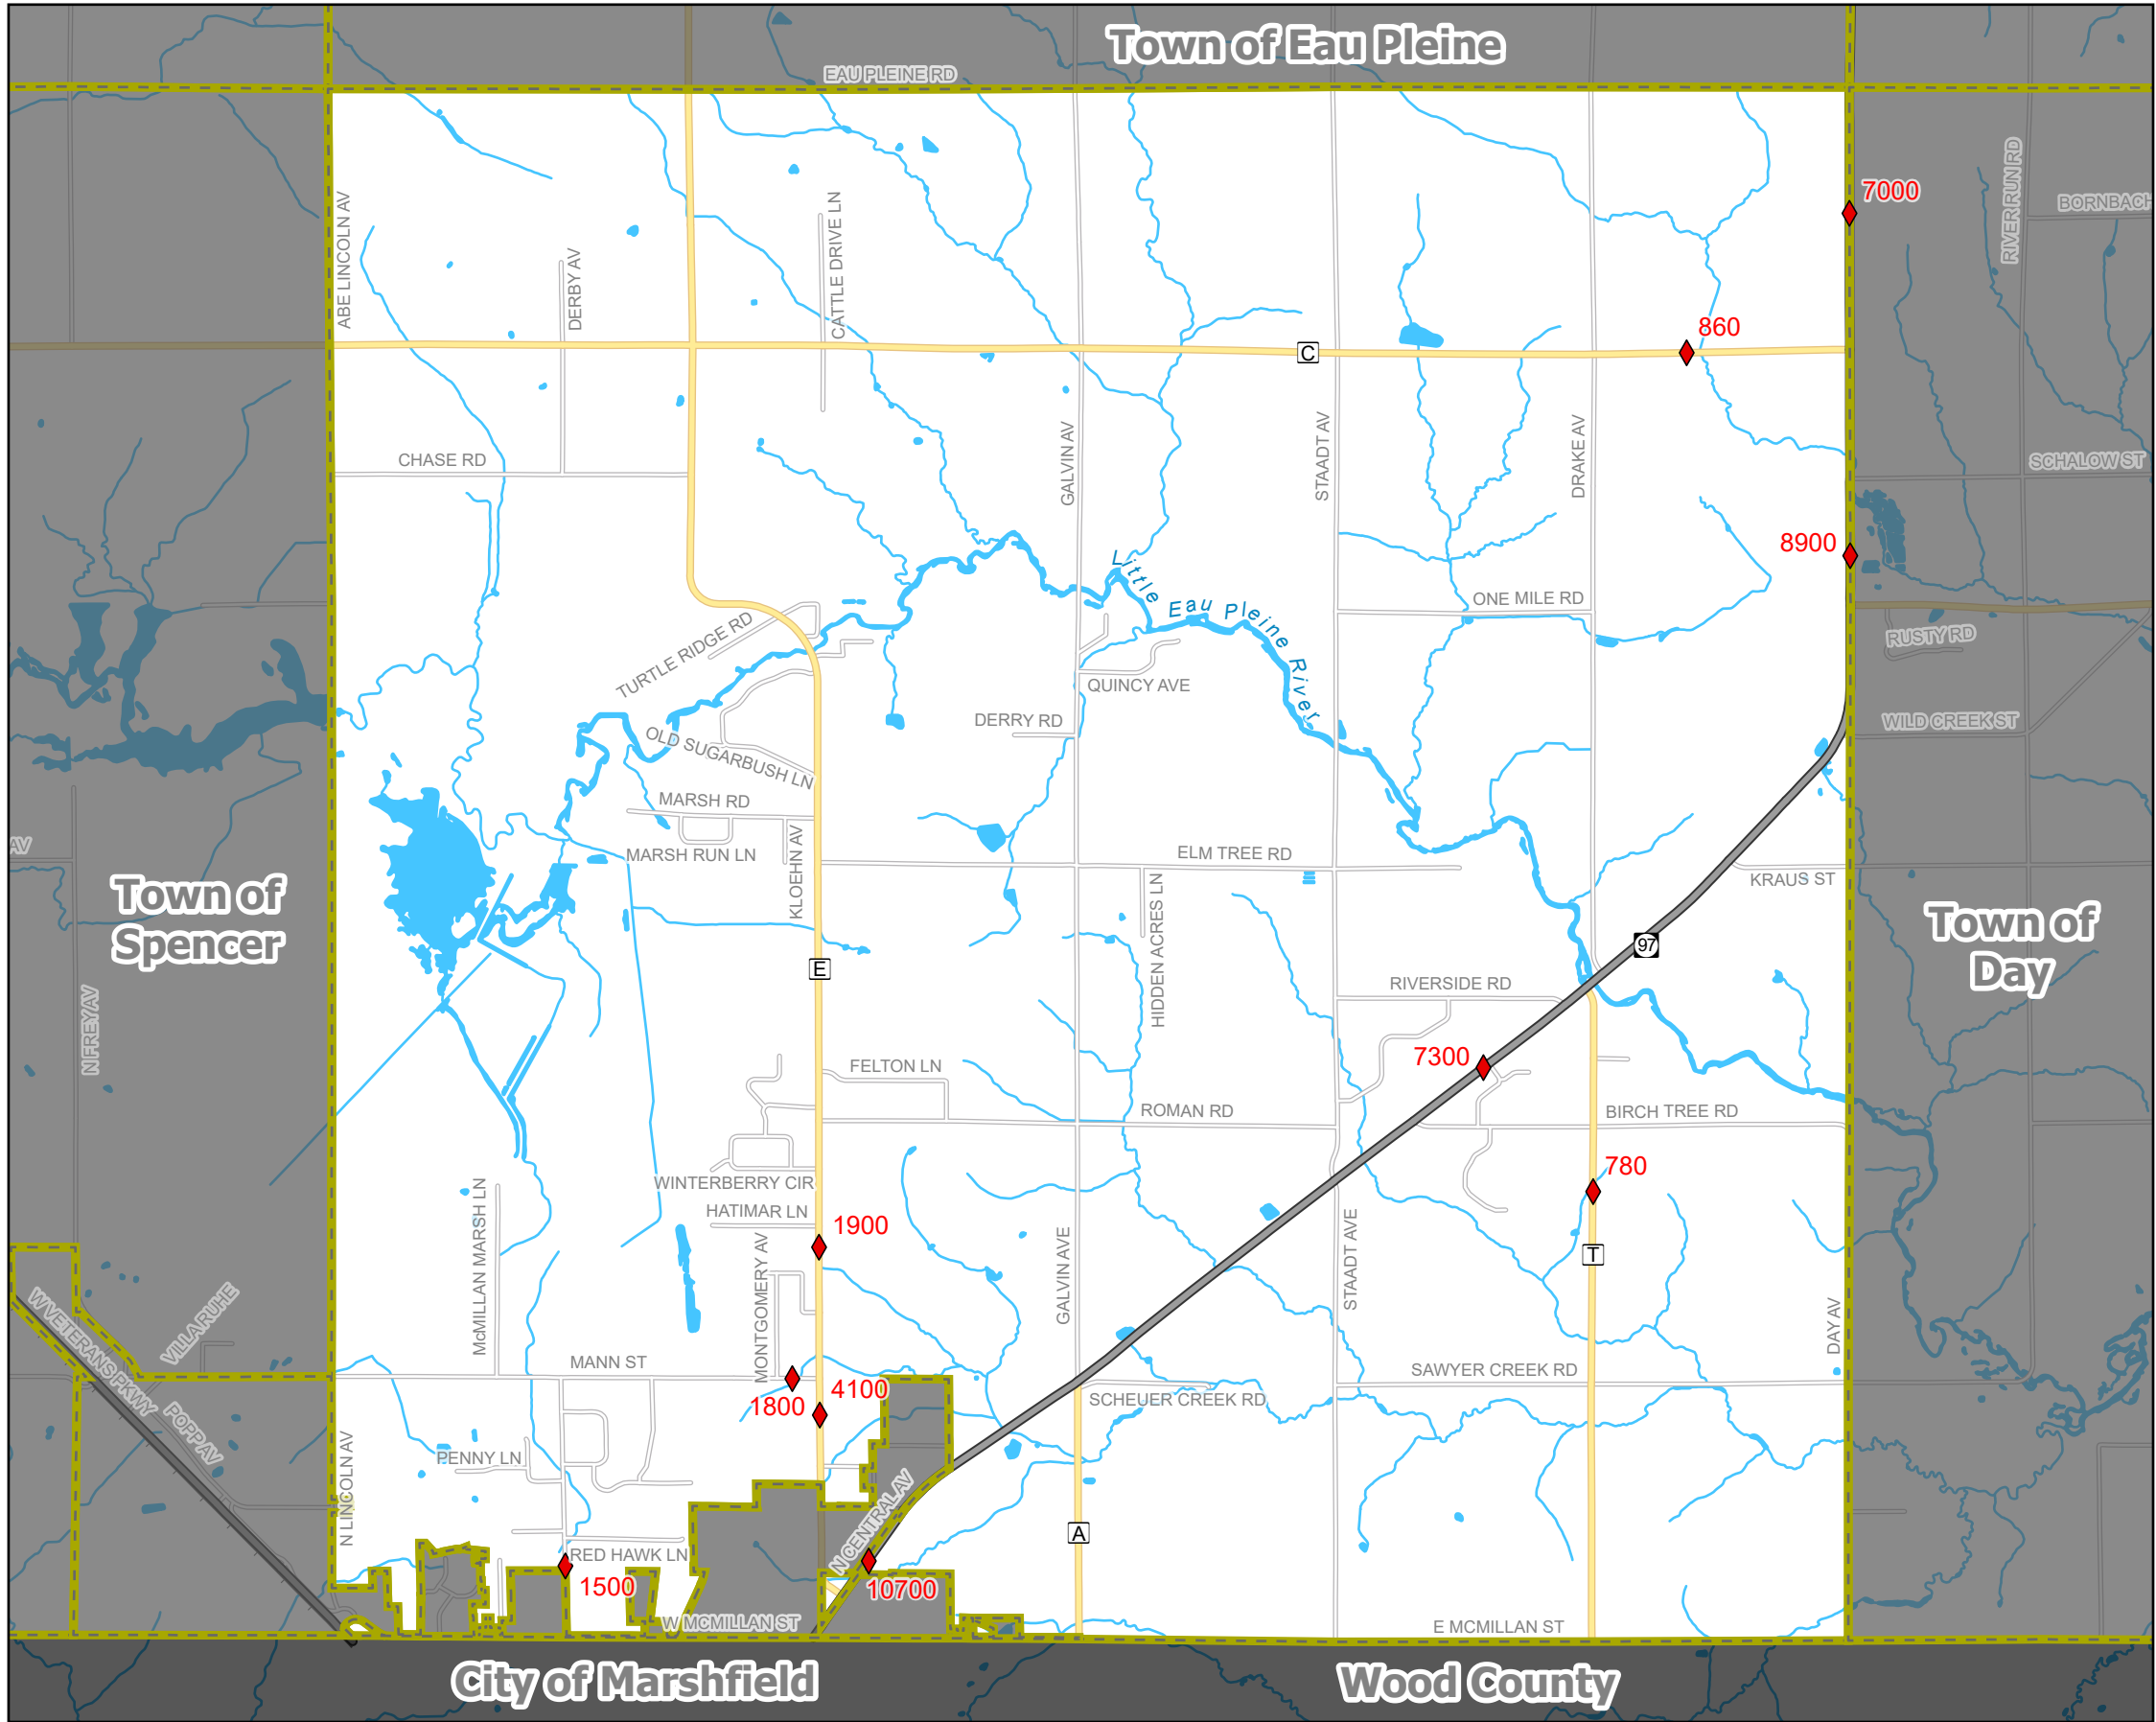 Town of Eau Pleine
EAU PLEINE RD
ABE LINCOLN AV
DERBY AV
CATTLE DRIVE LN
RIVER RUN RD
7000
BORNBACH
860
C
CHASE RD
GALVIN AV
STAADT AV
DRAKE AV
SCHALOW ST
8900
Little Eau Pleine River
ONE MILE RD
TURTLE RIDGE RD
RUSTY RD
QUINCY AVE
DERRY RD
WILD CREEK ST
OLD SUGARBUSH LN
MARSH RD
AV
MARSH RUN LN
KLOEHN AV
ELM TREE RD
KRAUS ST
Town of
Spencer
HIDDEN ACRES LN
Town of
Day
97
E
RIVERSIDE RD
N FREY AV
7300
FELTON LN
ROMAN RD
BIRCH TREE RD
780
WINTERBERRY CIR
HATIMAR LN
1900
McMILLAN MARSH LN
MONTGOMERY AV
GALVIN AVE
STAADT AVE
T
DAY AV
W VETERANS PKWY
VILLA RUHE
MANN ST
SAWYER CREEK RD
4100
1800
SCHEUER CREEK RD
POPP AV
N LINCOLN AV
PENNY LN
N CENTRAL AV
A
RED HAWK LN
1500
10700
W MCMILLAN ST
E MCMILLAN ST
City of Marshfield
Wood County